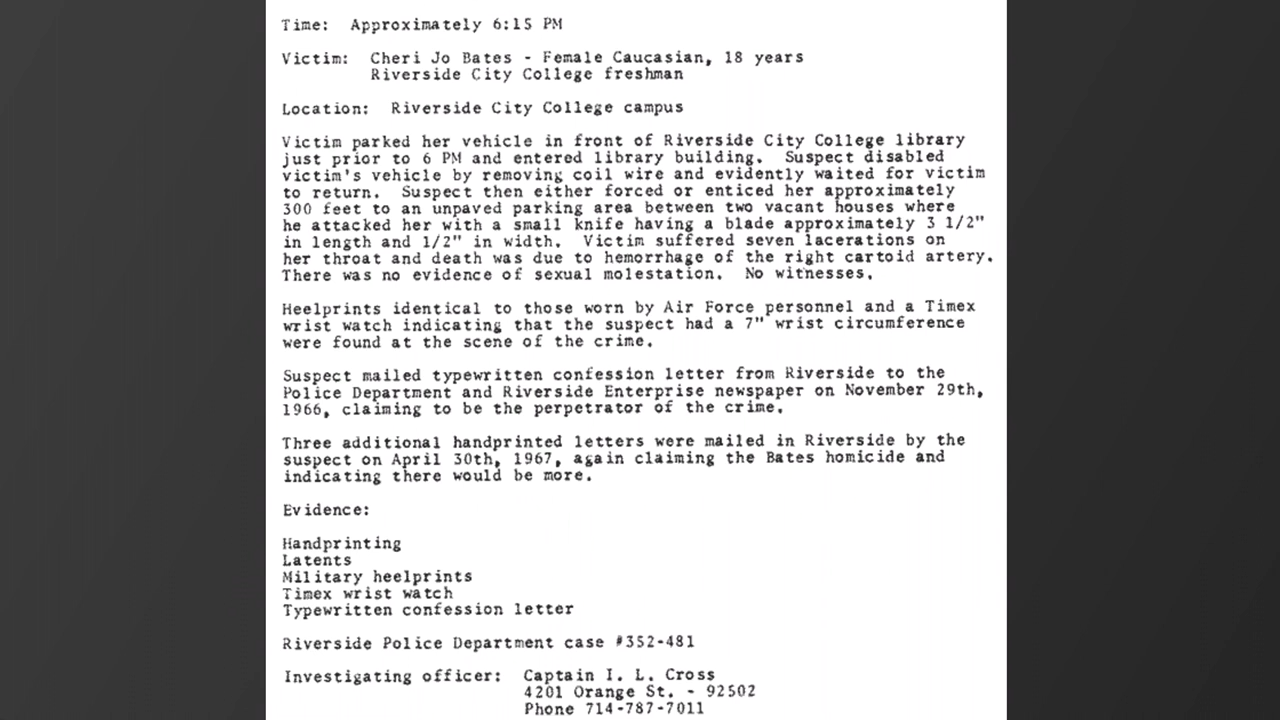 Time: Approximately 6:15 PM
Victim: Cheri Jo Bates - Female Caucasian, 18 years
Riverside City College freshman
Location: Riverside City College campus
Victim parked her vehicle in front of Riverside City College library
just prior to 6 PM and entered library building. Suspect disabled
victim's vehicle by removing coil wire and evidently waited for victim
to return. Suspect then either forced or enticed her approximately
300 feet to an unpaved parking area between two vacant houses where
he attacked her with a small knife having a blade approximately 3 1/2"
in length and 1/2" in width. Victim suffered seven lacerations on
her throat and death was due to hemorrhage of the right cartoid artery.
There was no evidence of sexual molestation. No witnesses.
Heelprints identical to those worn by Air Force personnel and a Timex
wrist watch indicating that the suspect had a 7" wrist circumference
were found at the scene of the crime.
Suspect mailed typewritten confession letter from Riverside to the
Police Department and Riverside Enterprise newspaper on November 29th,
1966, claiming to be the perpetrator of the crime.
Three additional handprinted letters were mailed in Riverside by the
suspect on April 30th, 1967, again claiming the Bates homicide and
indicating there would be more.
Evidence:
Handprinting
Latents
Military heelprints
Timex wrist watch
Typewritten confession letter
Riverside Police Department case #352-481
Investigating officer: Captain I. L. Cross
4201 Orange St. - 92502
Phone 714-787-7011